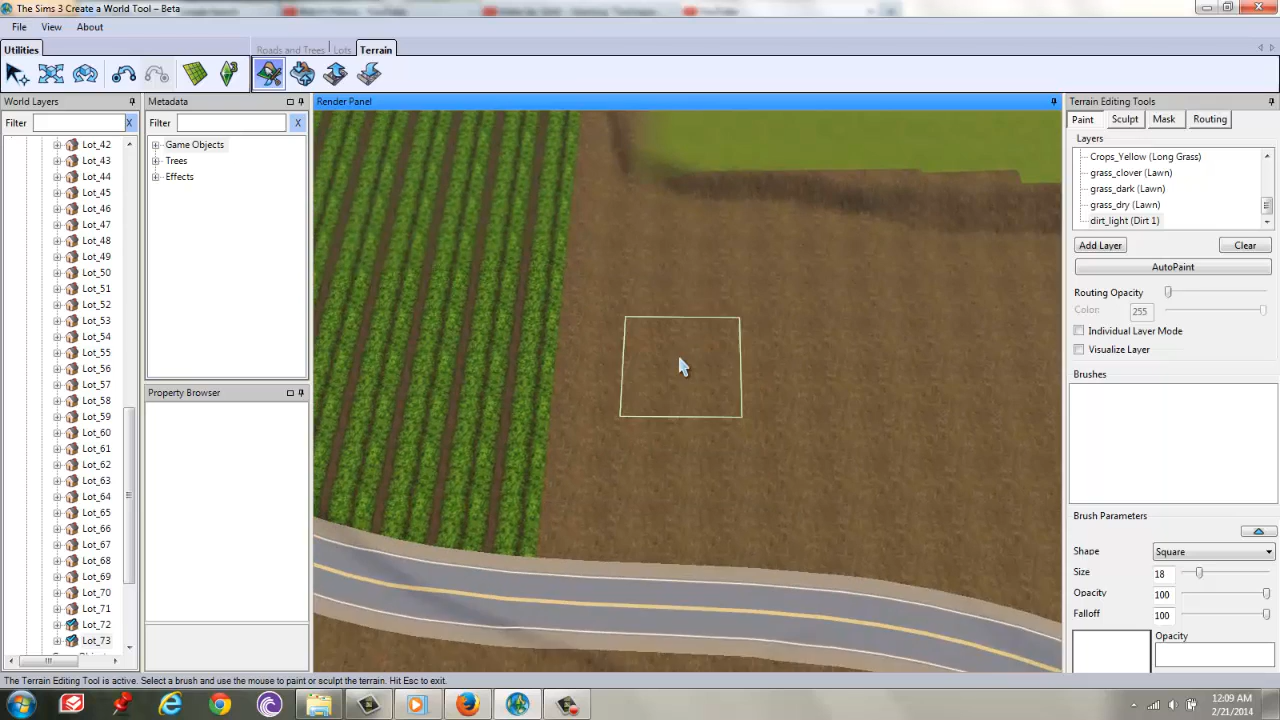 The Sims 3 Create a World Tool – Beta
File View About
Utilities
Roads and Trees Lots Terrain
World Layers
Filter X
Lot_42
Lot_43
Lot_44
Lot_45
Lot_46
Lot_47
Lot_48
Lot_49
Lot_50
Lot_51
Lot_52
Lot_53
Lot_54
Lot_55
Lot_56
Lot_57
Lot_58
Lot_59
Lot_60
Lot_61
Lot_62
Lot_63
Lot_64
Lot_65
Lot_66
Lot_67
Lot_68
Lot_69
Lot_70
Lot_71
Lot_72
Lot_73
Metadata
Filter X
Game Objects
Trees
Effects
Property Browser
Render Panel
Terrain Editing Tools
Paint Sculpt Mask Routing
Layers
Crops_Yellow (Long Grass)
grass_clover (Lawn)
grass_dark (Lawn)
grass_dry (Lawn)
dirt_light (Dirt 1)
Add Layer Clear
AutoPaint
Routing Opacity
Color: 255
Individual Layer Mode
Visualize Layer
Brushes
Brush Parameters
Shape Square
Size 18
Opacity 100
Falloff 100
Opacity
The Terrain Editing Tool is active. Select a brush and use the mouse to paint or sculpt the terrain. Hit Esc to exit.
12:09 AM
2/21/2014